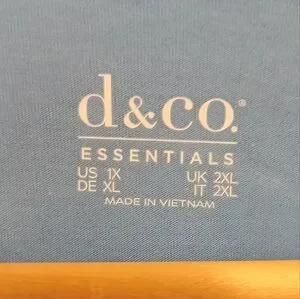 d&co.®
ESSENTIALS
US 1X UK 2XL
DE XL IT 2XL
MADE IN VIETNAM